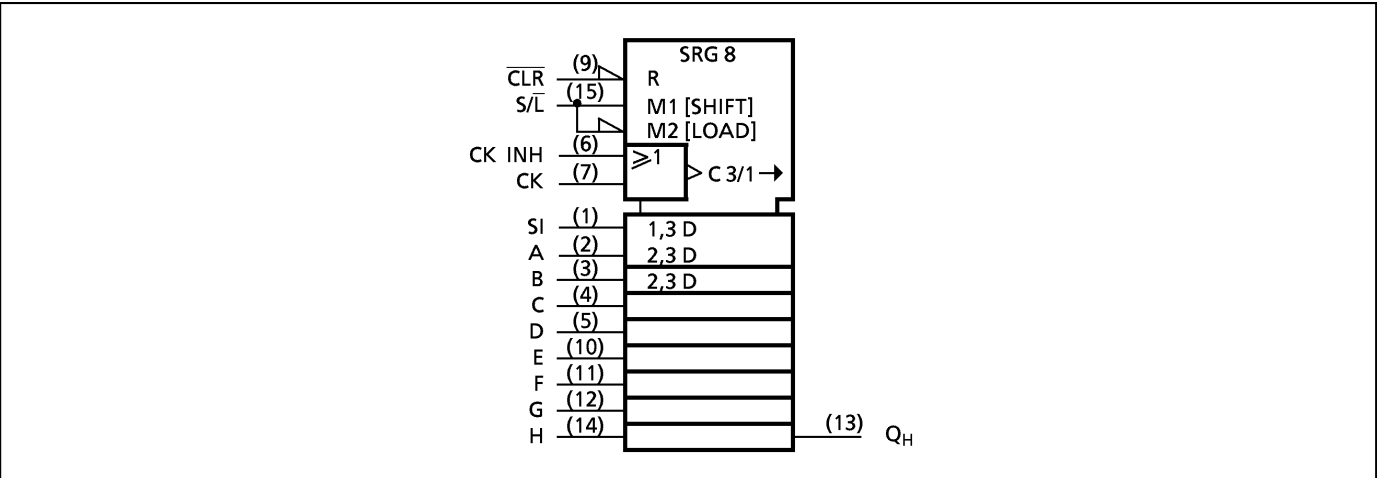 SRG 8
CLR (9) R
S/L (15) M1 [SHIFT]
M2 [LOAD]
CK INH (6) ≥1
CK (7) C 3/1
SI (1) 1,3 D
A (2) 2,3 D
B (3) 2,3 D
C (4)
D (5)
E (10)
F (11)
G (12)
H (14) (13) QH